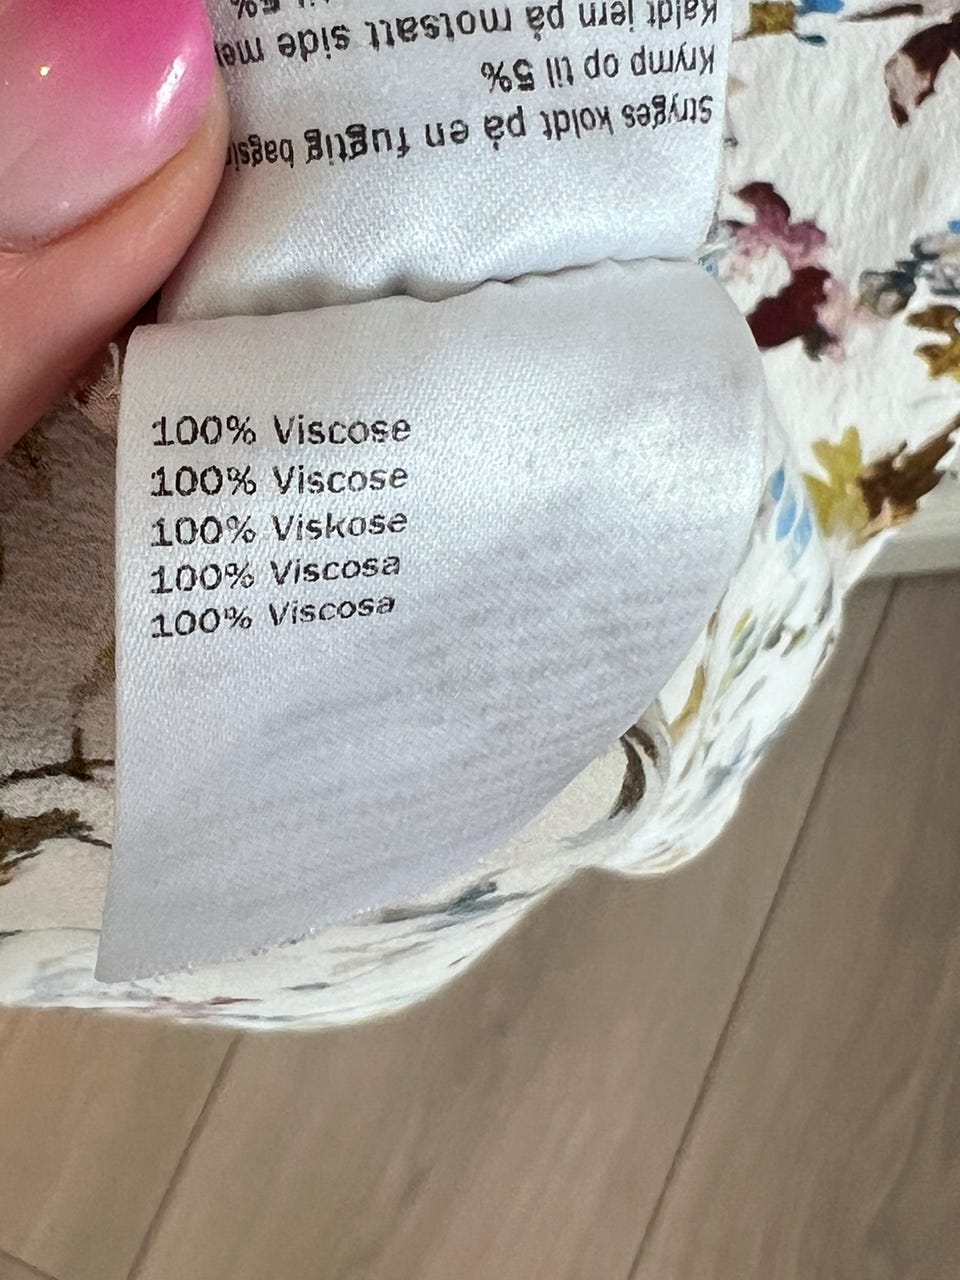 Stryges koldt på en fugtig
Krymp op til 5%
Kaldt jern på motsatt side
5%
100% Viscose
100% Viscose
100% Viskose
100% Viscosa
100% Viscosa